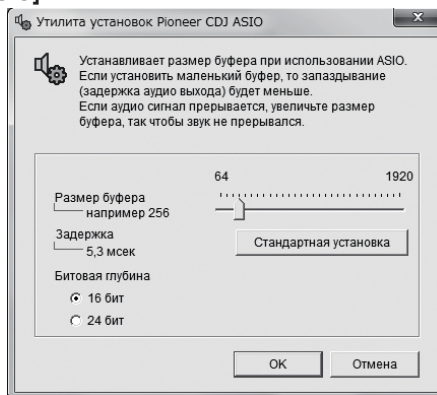 Утилита установок Pioneer CDJ ASIO
Устанавливает размер буфера при использовании ASIO.
Если установить маленький буфер, то запаздывание
(задержка аудио выхода) будет меньше.
Если аудио сигнал прерывается, увеличьте размер
буфера, так чтобы звук не прерывался.
64 1920
Размер буфера
например 256
Задержка
5,3 мсек
Стандартная установка
Битовая глубина
16 бит
24 бит
OK Отмена